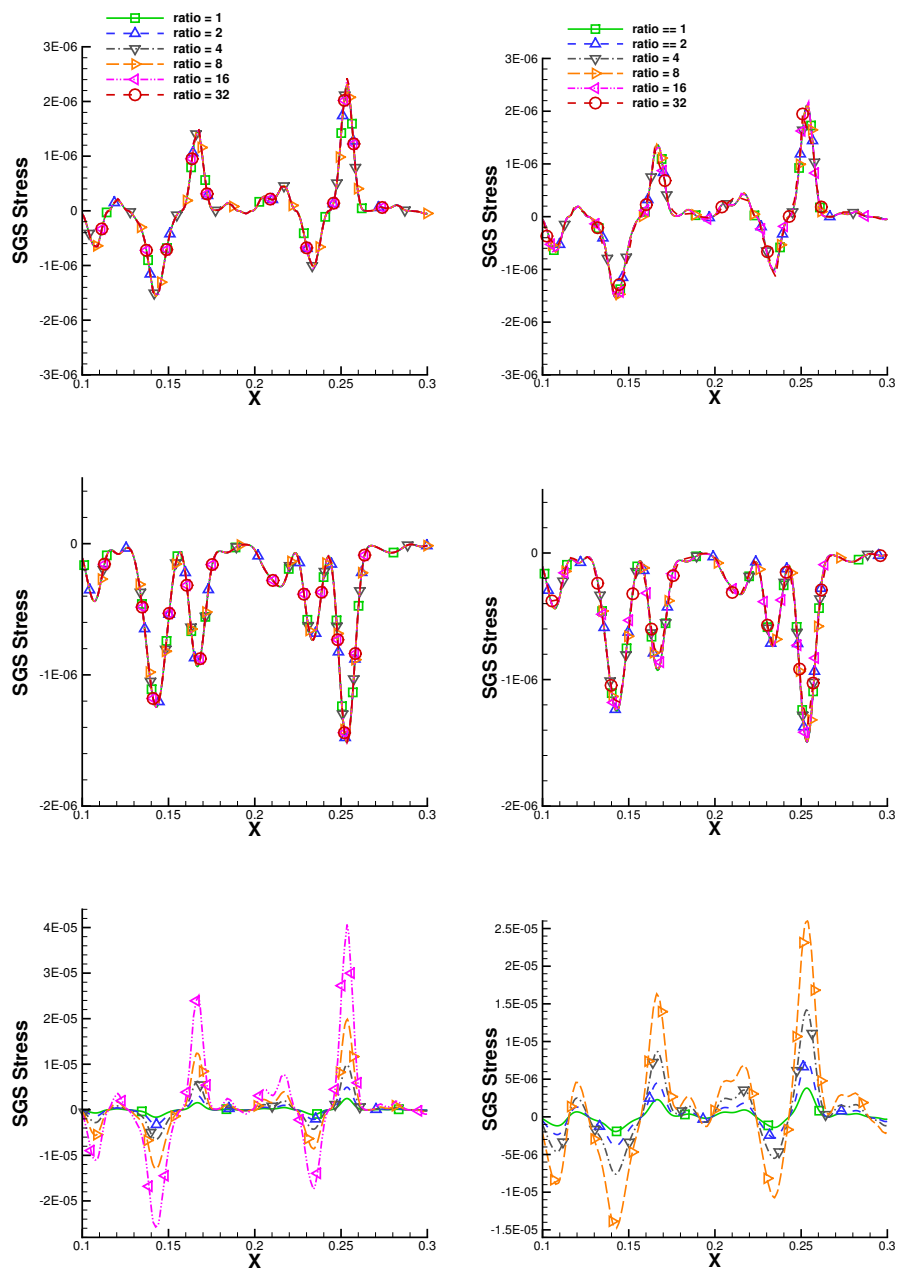 ratio = 1
ratio = 2
ratio = 4
ratio = 8
ratio = 16
ratio = 32
3E-06
2E-06
1E-06
0
-1E-06
-2E-06
-3E-06
SGS Stress
0.1
0.15
0.2
0.25
0.3
X
ratio == 1
ratio == 2
ratio = 4
ratio = 8
ratio = 16
ratio = 32
3E-06
2E-06
1E-06
0
-1E-06
-2E-06
-3E-06
SGS Stress
0.1
0.15
0.2
0.25
0.3
X
0
-1E-06
-2E-06
SGS Stress
0.1
0.15
0.2
0.25
0.3
X
0
-1E-06
-2E-06
SGS Stress
0.1
0.15
0.2
0.25
0.3
X
4E-05
3E-05
2E-05
1E-05
0
-1E-05
-2E-05
SGS Stress
0.1
0.15
0.2
0.25
0.3
X
2.5E-05
2E-05
1.5E-05
1E-05
5E-06
0
-5E-06
-1E-05
-1.5E-05
SGS Stress
0.1
0.15
0.2
0.25
0.3
X